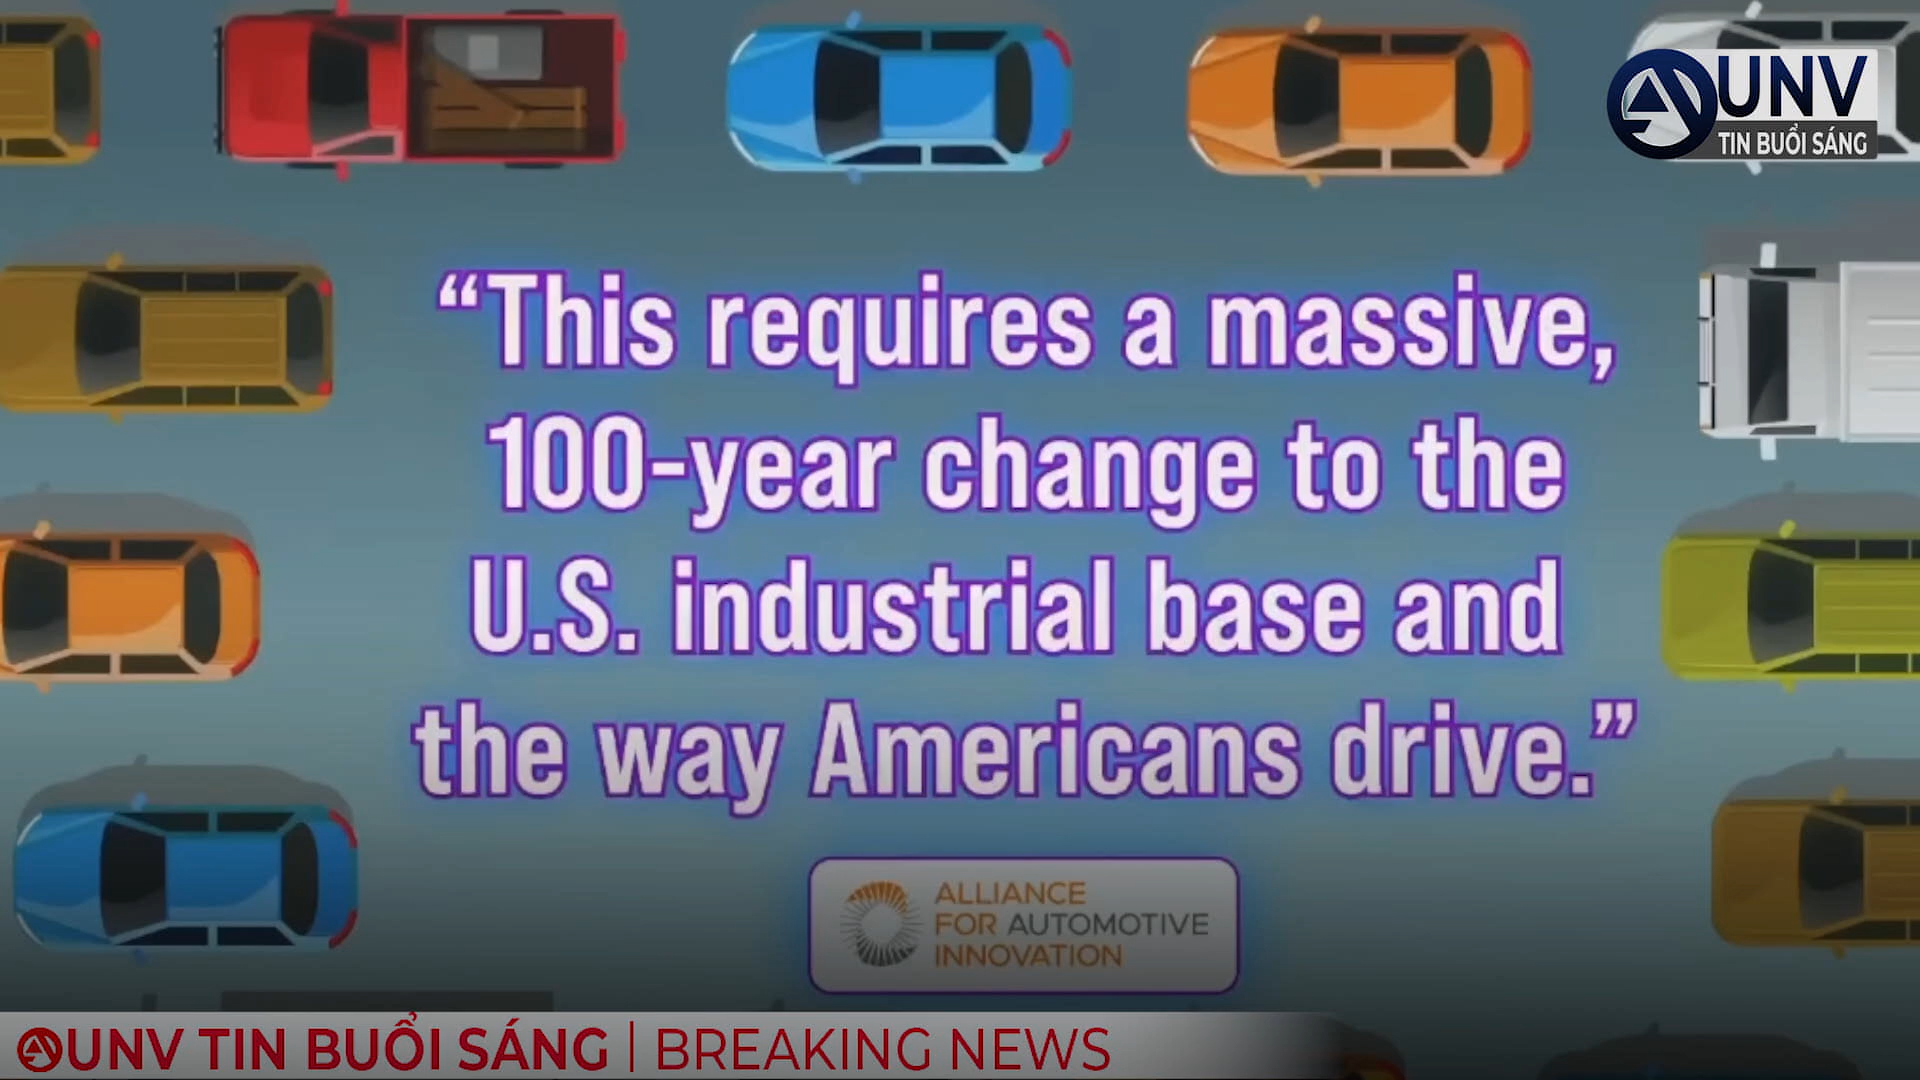 UNV
TIN BUỔI SÁNG
“This requires a massive,
100-year change to the
U.S. industrial base and
the way Americans drive.”
ALLIANCE
FOR AUTOMOTIVE
INNOVATION
UNV TIN BUỔI SÁNG | BREAKING NEWS